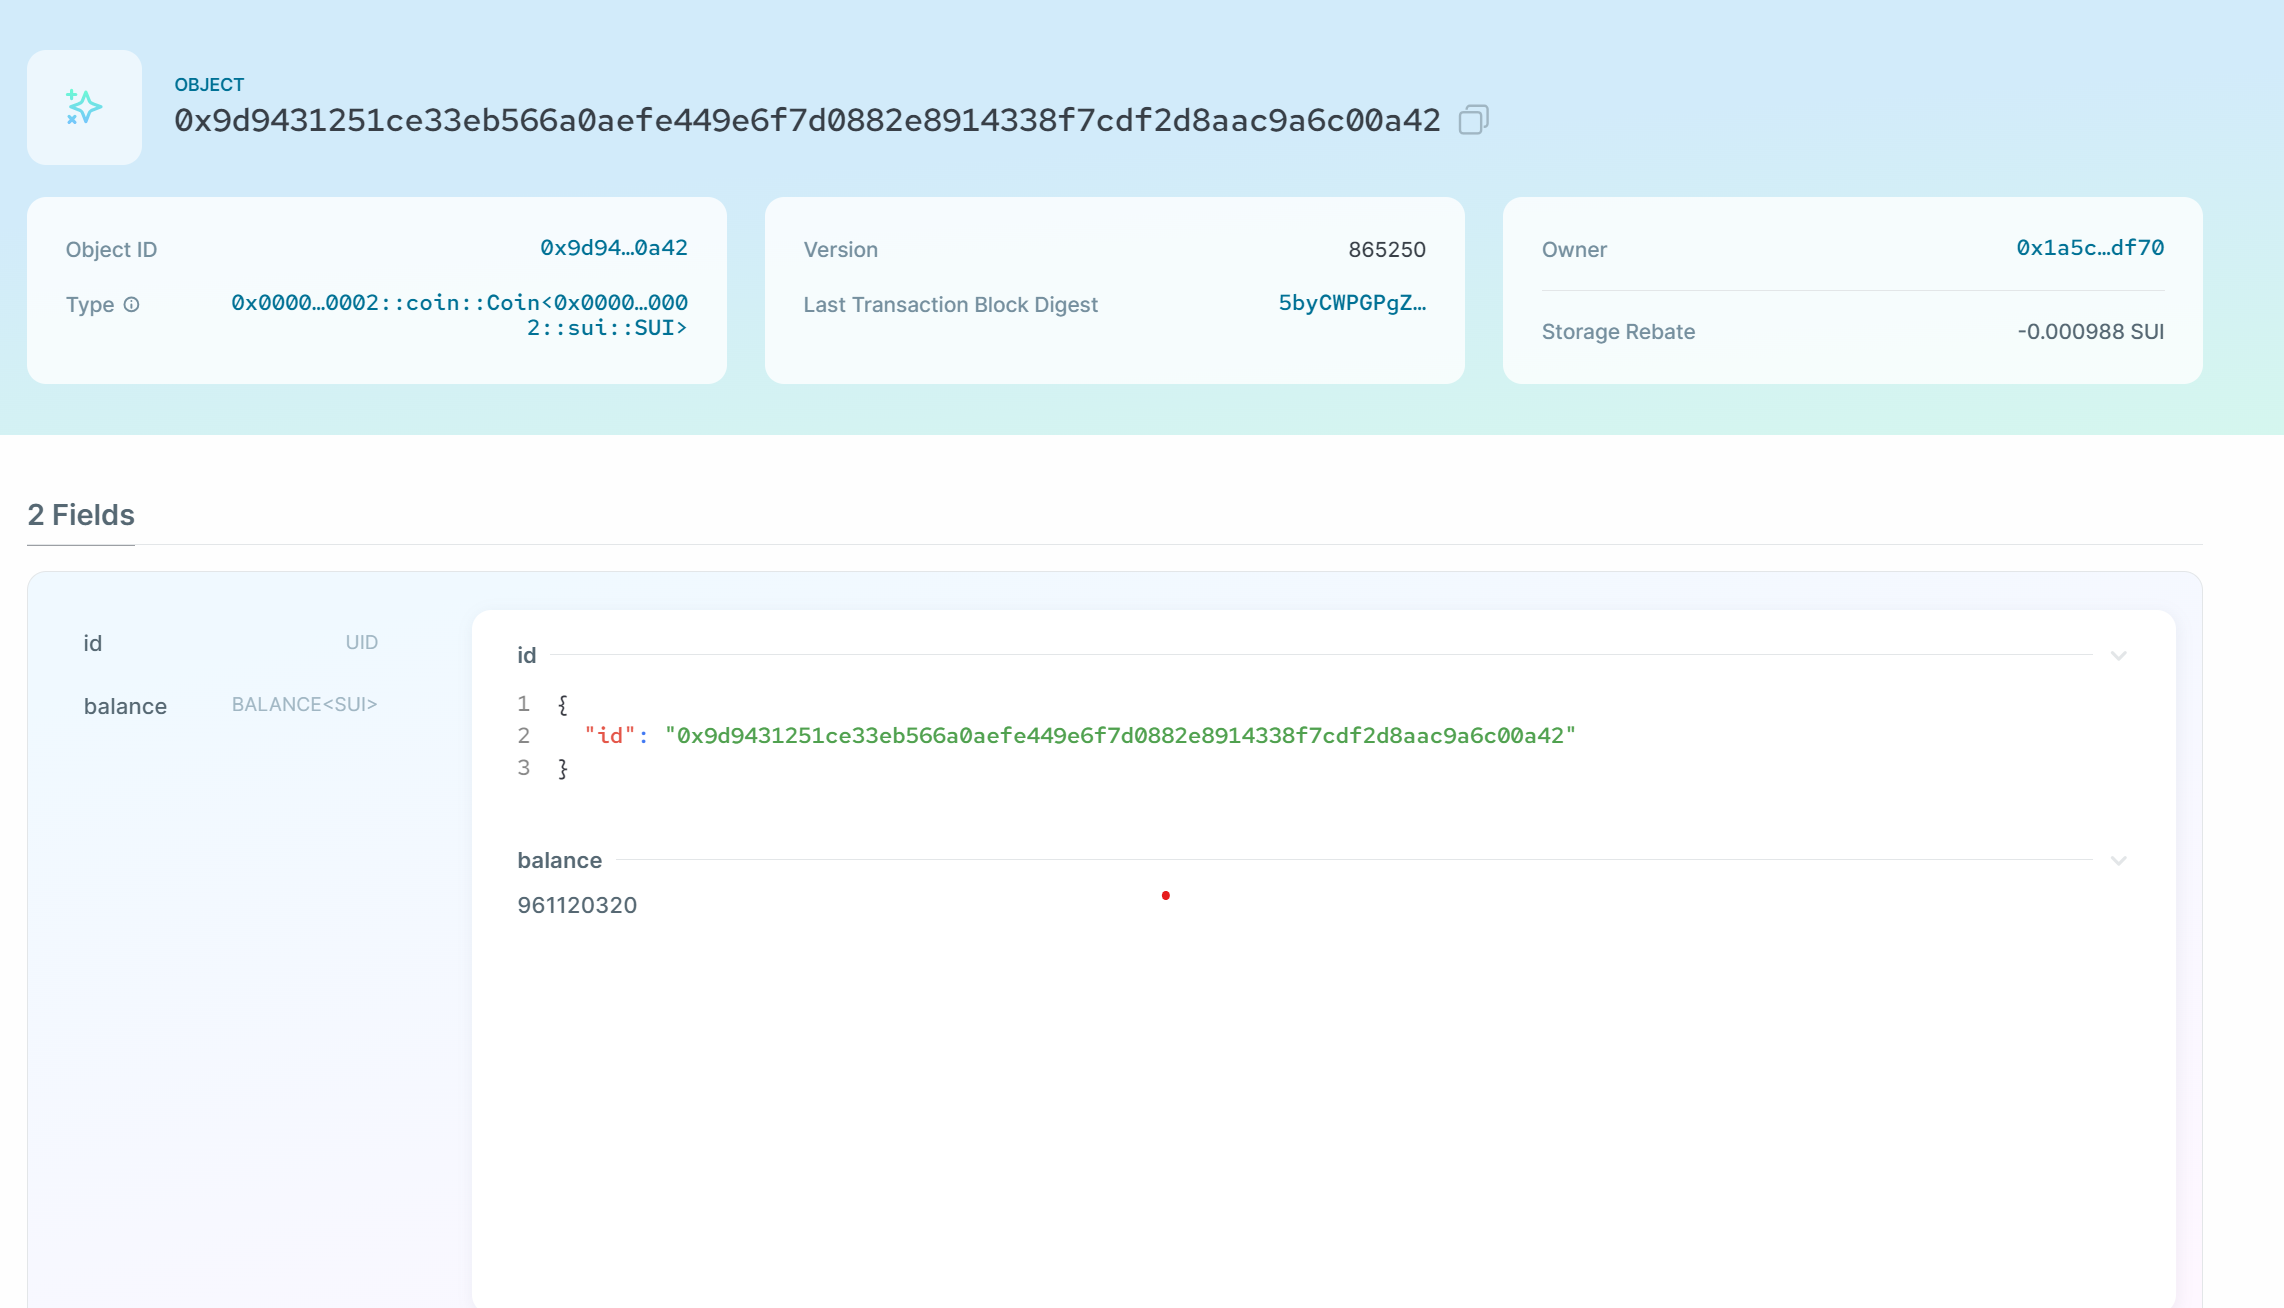 OBJECT
0x9d9431251ce33eb566a0aefe449e6f7d0882e8914338f7cdf2d8aac9a6c00a42
Object ID 0x9d94…0a42
Type 0x0000…0002::coin::Coin<0x0000…000
2::sui::SUI>
Version 865250
Last Transaction Block Digest 5byCWPGPgZ…
Owner 0x1a5c…df70
Storage Rebate -0.000988 SUI
2 Fields
id UID
balance BALANCE<SUI>
id
1 {
2 "id": "0x9d9431251ce33eb566a0aefe449e6f7d0882e8914338f7cdf2d8aac9a6c00a42"
3 }
balance
961120320